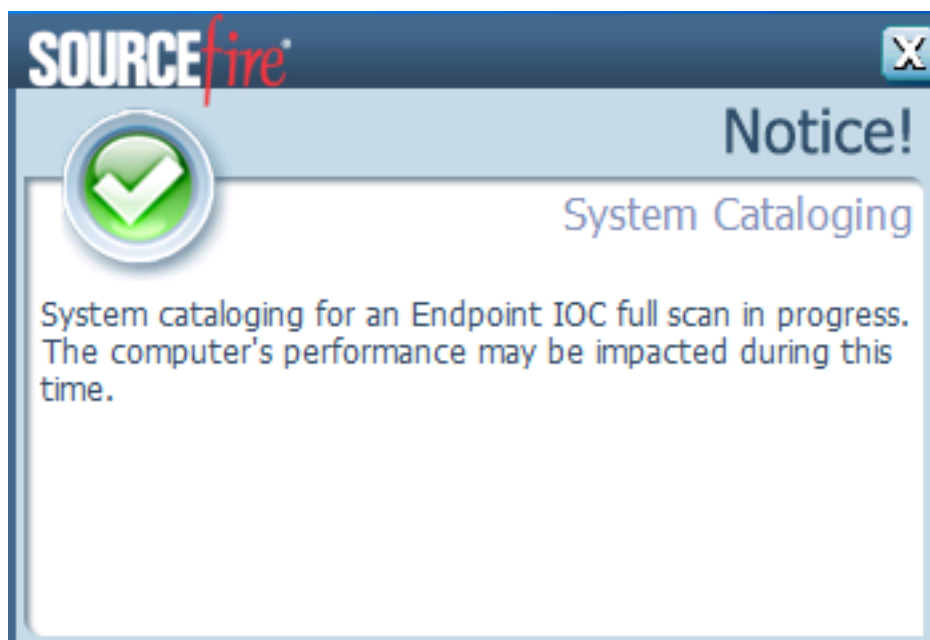 SOURCEfire®
X
Notice!
System Cataloging
System cataloging for an Endpoint IOC full scan in progress.
The computer's performance may be impacted during this
time.